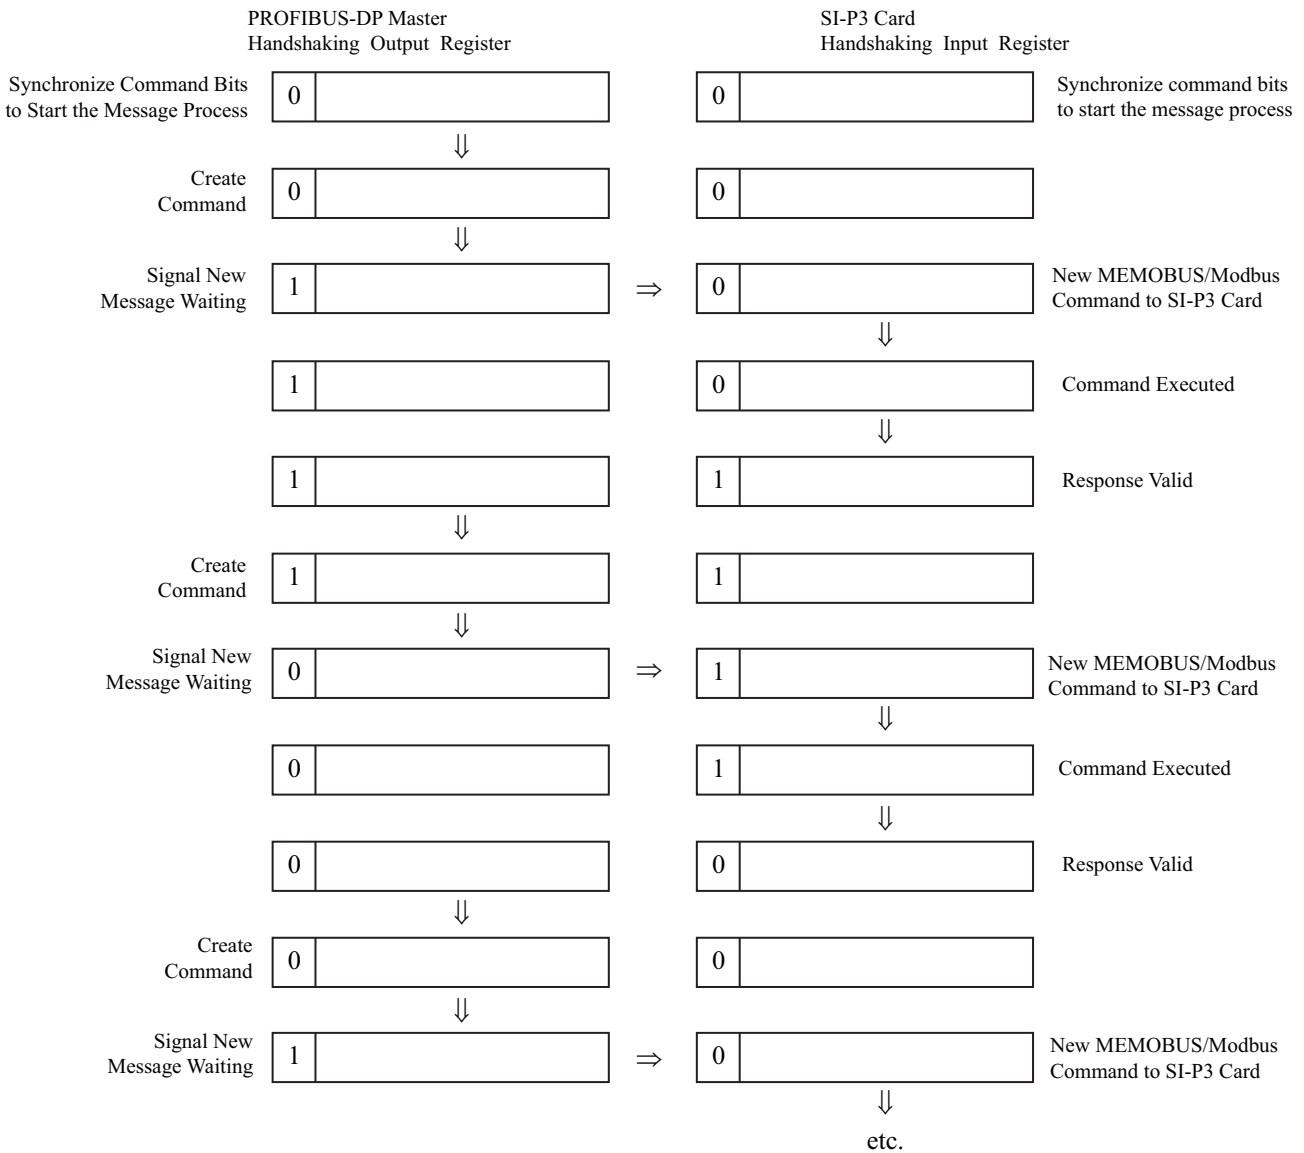 PROFIBUS-DP Master
Handshaking Output Register
SI-P3 Card
Handshaking Input Register
Synchronize Command Bits
to Start the Message Process
0
0
Synchronize command bits
to start the message process
⇓
Create
Command
0
0
⇓
Signal New
Message Waiting
1
⇒
0
New MEMOBUS/Modbus
Command to SI-P3 Card
⇓
1
0
Command Executed
⇓
1
1
Response Valid
⇓
Create
Command
1
1
⇓
Signal New
Message Waiting
0
⇒
1
New MEMOBUS/Modbus
Command to SI-P3 Card
⇓
0
1
Command Executed
⇓
0
0
Response Valid
⇓
Create
Command
0
0
⇓
Signal New
Message Waiting
1
⇒
0
New MEMOBUS/Modbus
Command to SI-P3 Card
⇓
etc.